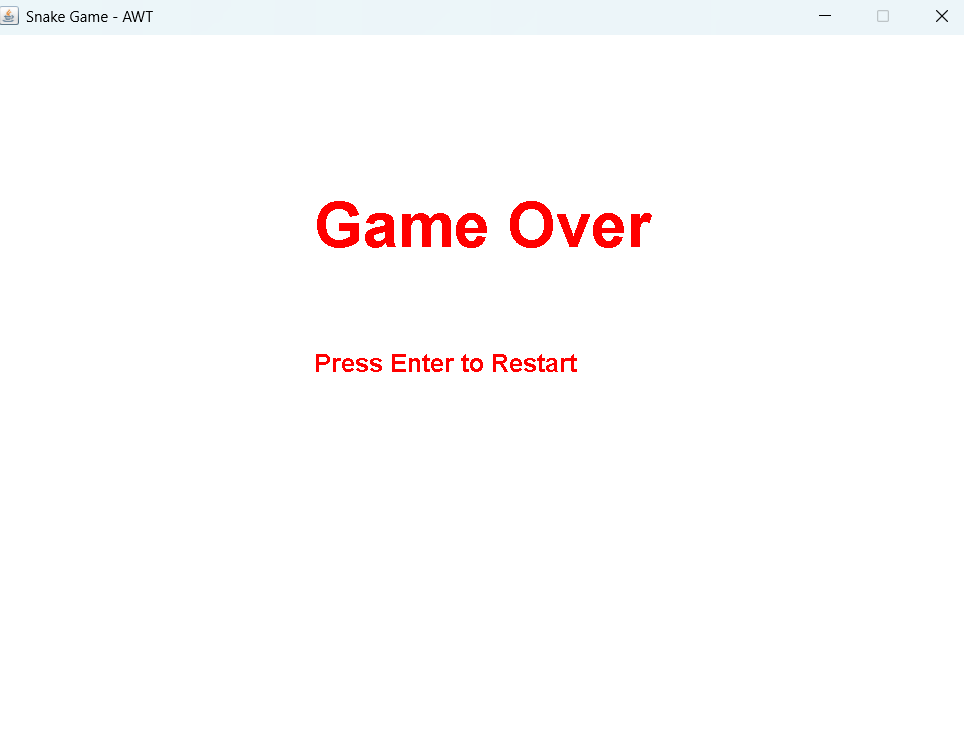 Snake Game - AWT
Game Over
Press Enter to Restart